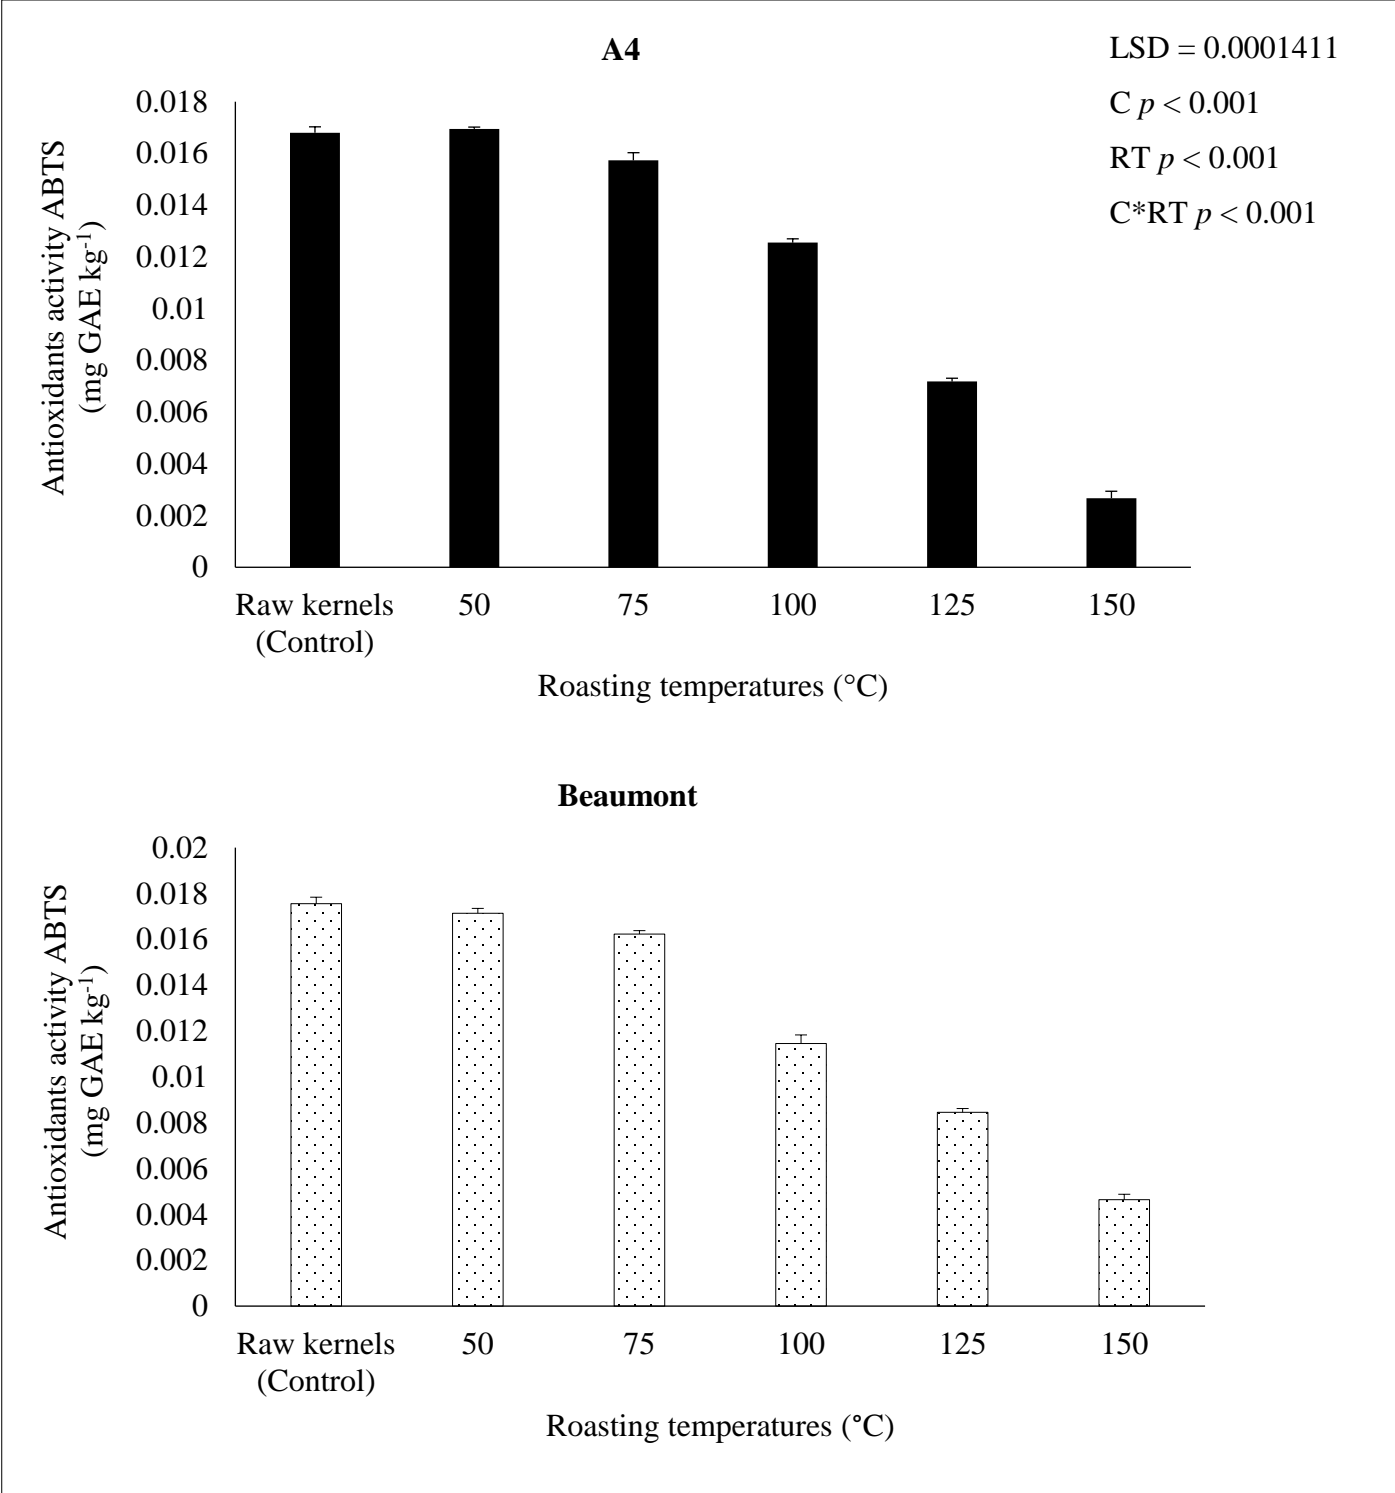 A4
LSD = 0.0001411
C p < 0.001
RT p < 0.001
C*RT p < 0.001
Antioxidants activity ABTS
(mg GAE kg⁻¹)
0.018
0.016
0.014
0.012
0.01
0.008
0.006
0.004
0.002
0
Raw kernels (Control) 50 75 100 125 150
Roasting temperatures (°C)
Beaumont
Antioxidants activity ABTS
(mg GAE kg⁻¹)
0.02
0.018
0.016
0.014
0.012
0.01
0.008
0.006
0.004
0.002
0
Raw kernels (Control) 50 75 100 125 150
Roasting temperatures (°C)